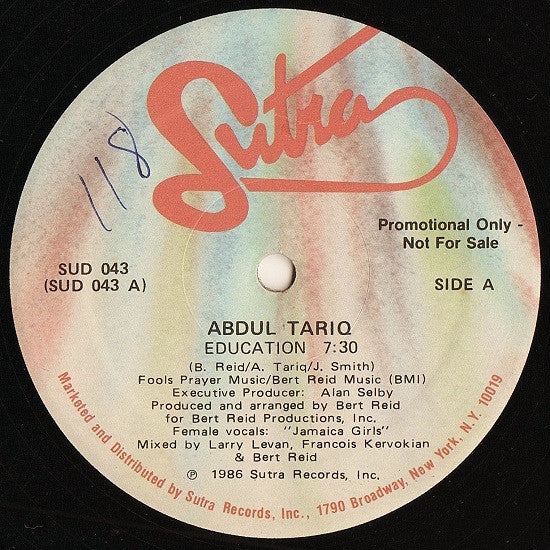 118
Sutra
Promotional Only -
Not For Sale
SUD 043
(SUD 043 A)
SIDE A
ABDUL TARIQ
EDUCATION 7:30
(B. Reid/A. Tariq/J. Smith)
Fools Prayer Music/Bert Reid Music (BMI)
Executive Producer: Alan Selby
Produced and arranged by Bert Reid
for Bert Reid Productions, Inc.
Female vocals: "Jamaica Girls"
Mixed by Larry Levan, Francois Kervokian
& Bert Reid
℗ 1986 Sutra Records, Inc.
Marketed and Distributed by Sutra Records, Inc., 1790 Broadway, New York, N.Y. 10019